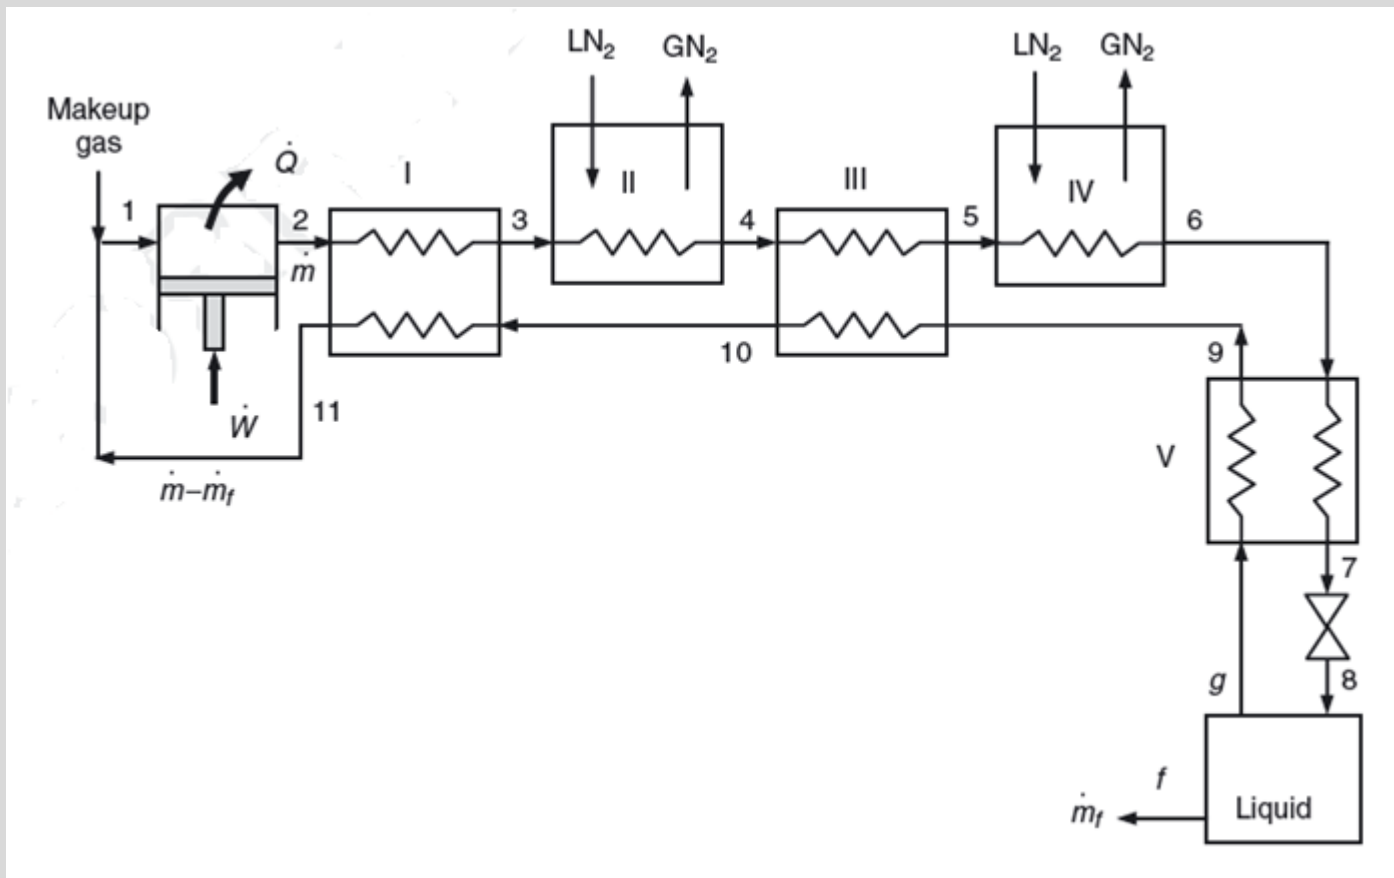 LN₂
GN₂
LN₂
GN₂
Makeup
gas
Q̇
I
II
III
IV
1
2
3
4
5
6
ṁ
10
9
11
Ẇ
V
ṁ–ṁf
7
g
8
f
ṁf
Liquid